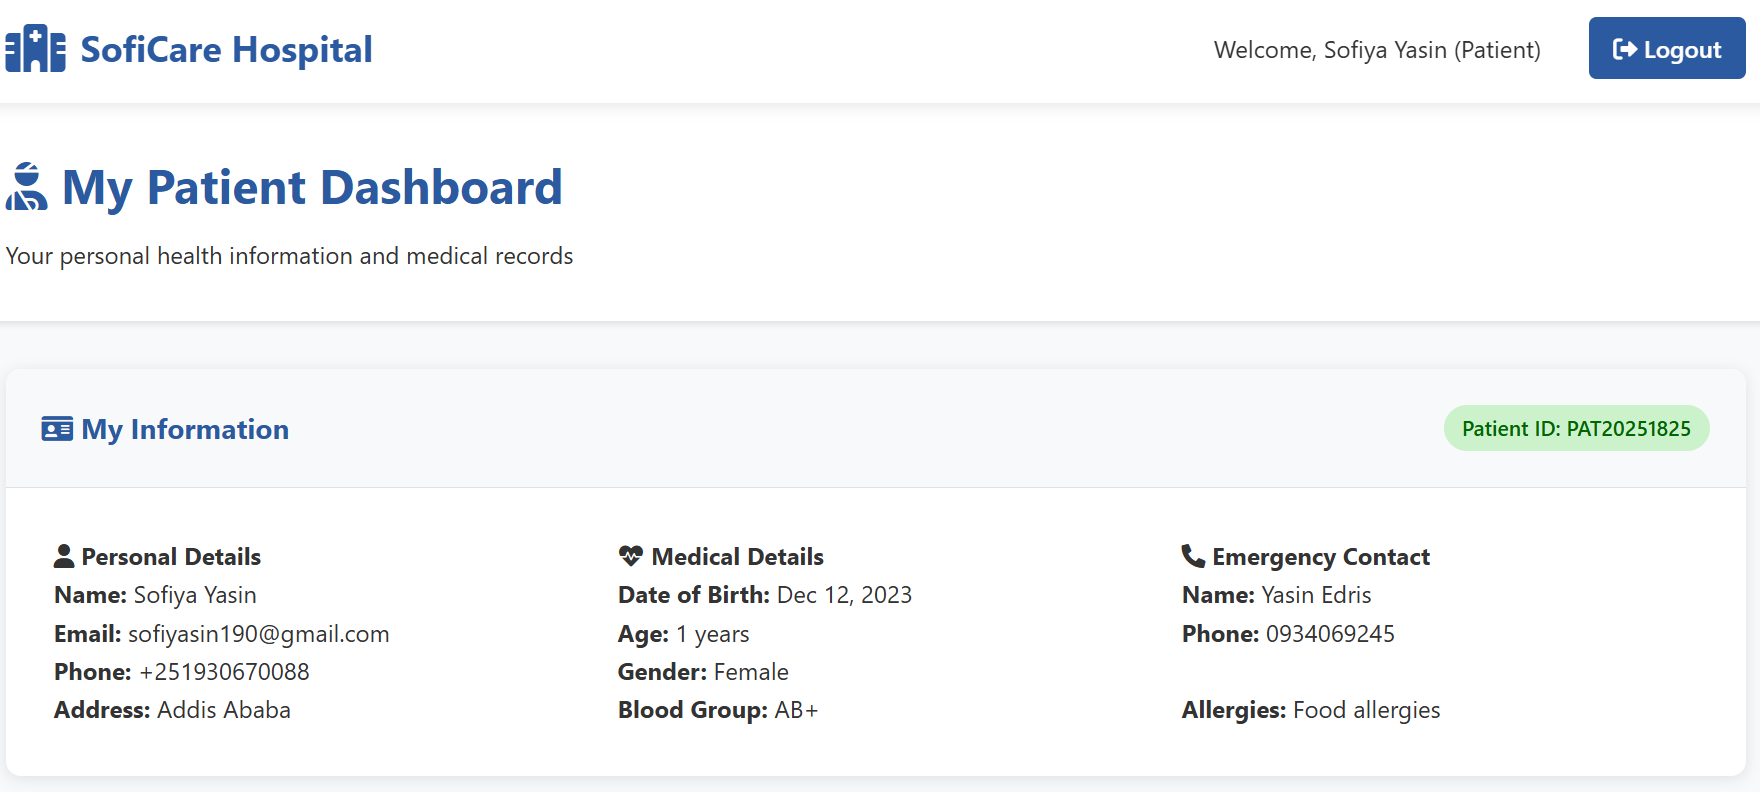 SofiCare Hospital
Welcome, Sofiya Yasin (Patient)
Logout
My Patient Dashboard
Your personal health information and medical records
My Information
Patient ID: PAT20251825
Personal Details
Name: Sofiya Yasin
Email: sofiyasin190@gmail.com
Phone: +251930670088
Address: Addis Ababa
Medical Details
Date of Birth: Dec 12, 2023
Age: 1 years
Gender: Female
Blood Group: AB+
Emergency Contact
Name: Yasin Edris
Phone: 0934069245
Allergies: Food allergies